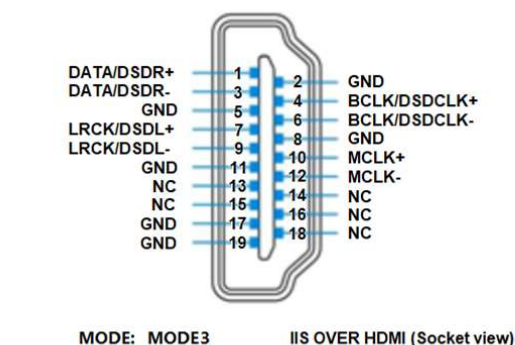 DATA/DSDR+ 1
2 GND
DATA/DSDR- 3
4 BCLK/DSDCLK+
GND 5
6 BCLK/DSDCLK-
LRCK/DSDL+ 7
8 GND
LRCK/DSDL- 9
10 MCLK+
GND 11
12 MCLK-
NC 13
14 NC
NC 15
16 NC
GND 17
18 NC
GND 19
MODE: MODE3 IIS OVER HDMI (Socket view)